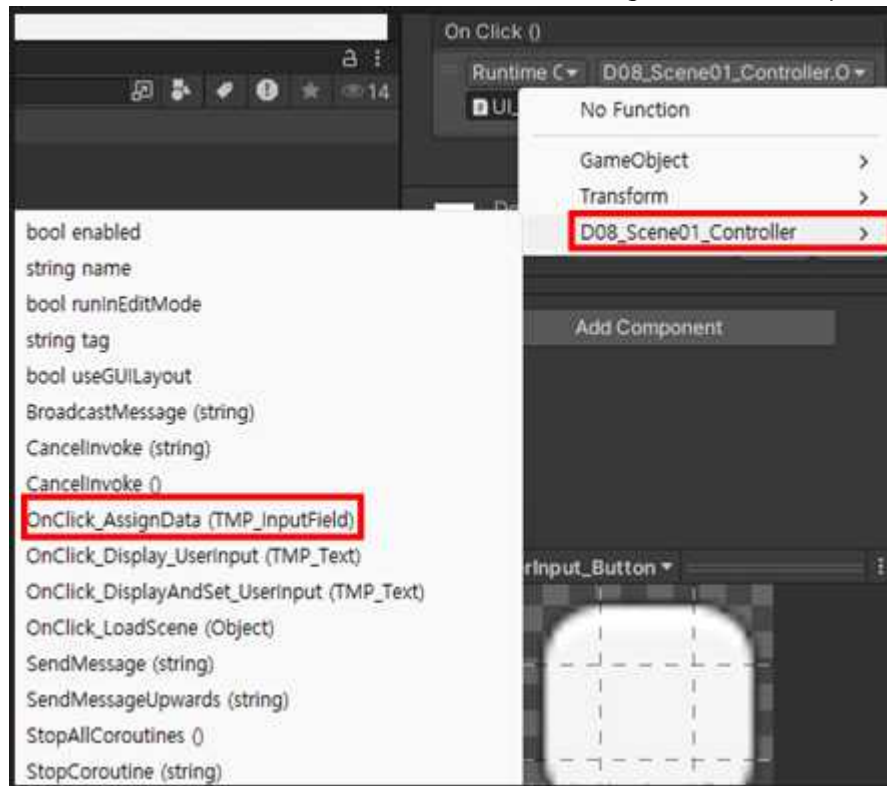 On Click ()
14
Runtime C
D08_Scene01_Controller.O
UI_
No Function
GameObject
Transform
D08_Scene01_Controller
bool enabled
string name
bool runInEditMode
string tag
bool useGUILayout
BroadcastMessage (string)
CancelInvoke (string)
CancelInvoke ()
OnClick_AssignData (TMP_InputField)
OnClick_Display_UserInput (TMP_Text)
OnClick_DisplayAndSet_UserInput (TMP_Text)
OnClick_LoadScene (Object)
SendMessage (string)
SendMessageUpwards (string)
StopAllCoroutines ()
StopCoroutine (string)
Add Component
erInput_Button